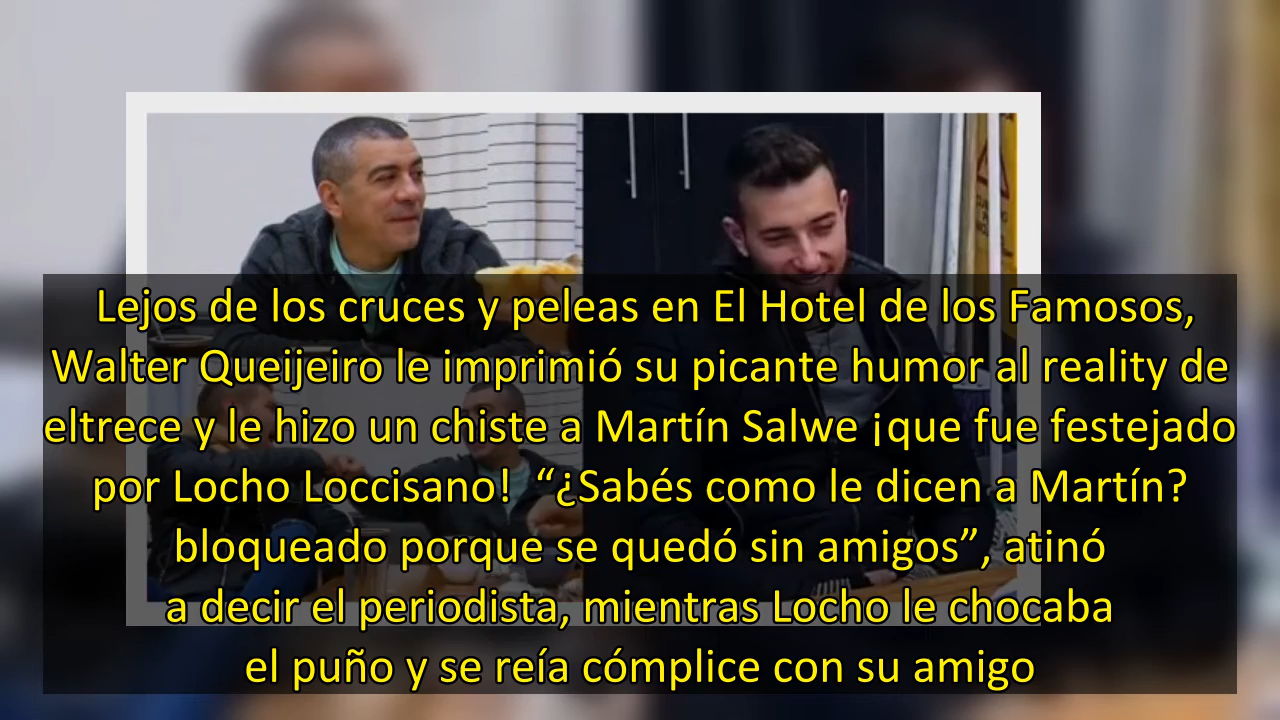 Lejos de los cruces y peleas en El Hotel de los Famosos,
Walter Queijeiro le imprimió su picante humor al reality de
eltrece y le hizo un chiste a Martín Salwe ¡que fue festejado
por Locho Loccisano!  “¿Sabés como le dicen a Martín?
bloqueado porque se quedó sin amigos”, atinó
a decir el periodista, mientras Locho le chocaba
el puño y se reía cómplice con su amigo